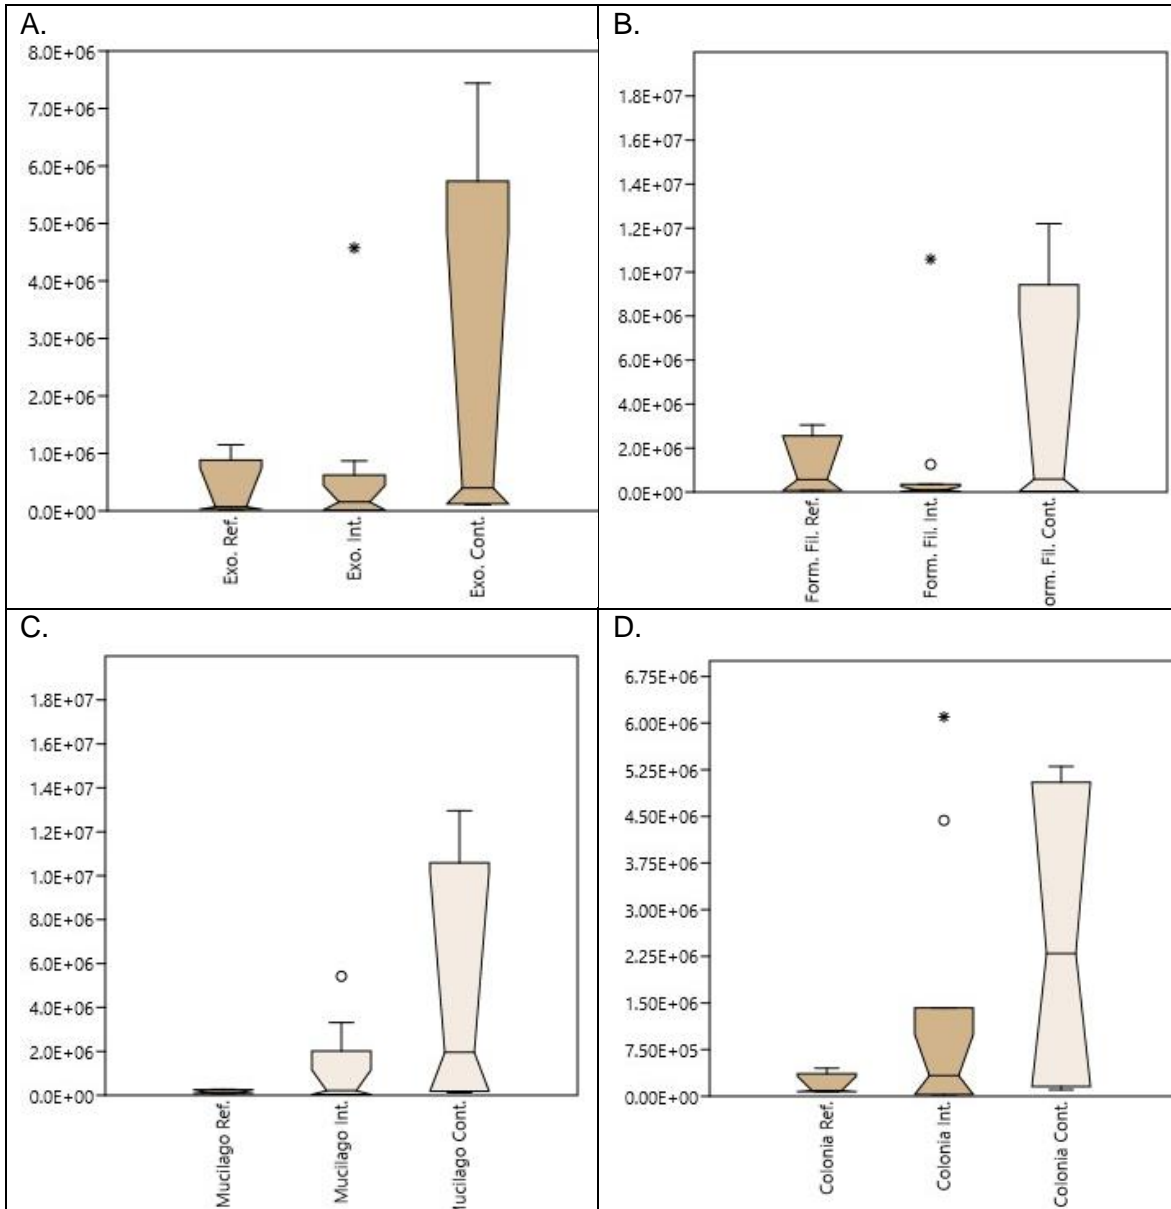 A.
8.0E+06
7.0E+06
6.0E+06
5.0E+06
4.0E+06
3.0E+06
2.0E+06
1.0E+06
0.0E+00
Exo. Ref.
Exo. Int.
Exo. Cont.
B.
1.8E+07
1.6E+07
1.4E+07
1.2E+07
1.0E+07
8.0E+06
6.0E+06
4.0E+06
2.0E+06
0.0E+00
Form. Fil. Ref.
Form. Fil. Int.
orm. Fil. Cont.
C.
1.8E+07
1.6E+07
1.4E+07
1.2E+07
1.0E+07
8.0E+06
6.0E+06
4.0E+06
2.0E+06
0.0E+00
Mucilago Ref.
Mucilago Int.
Mucilago Cont.
D.
6.75E+06
6.00E+06
5.25E+06
4.50E+06
3.75E+06
3.00E+06
2.25E+06
1.50E+06
7.50E+05
0.00E+00
Colonia Ref.
Colonia Int.
Colonia Cont.